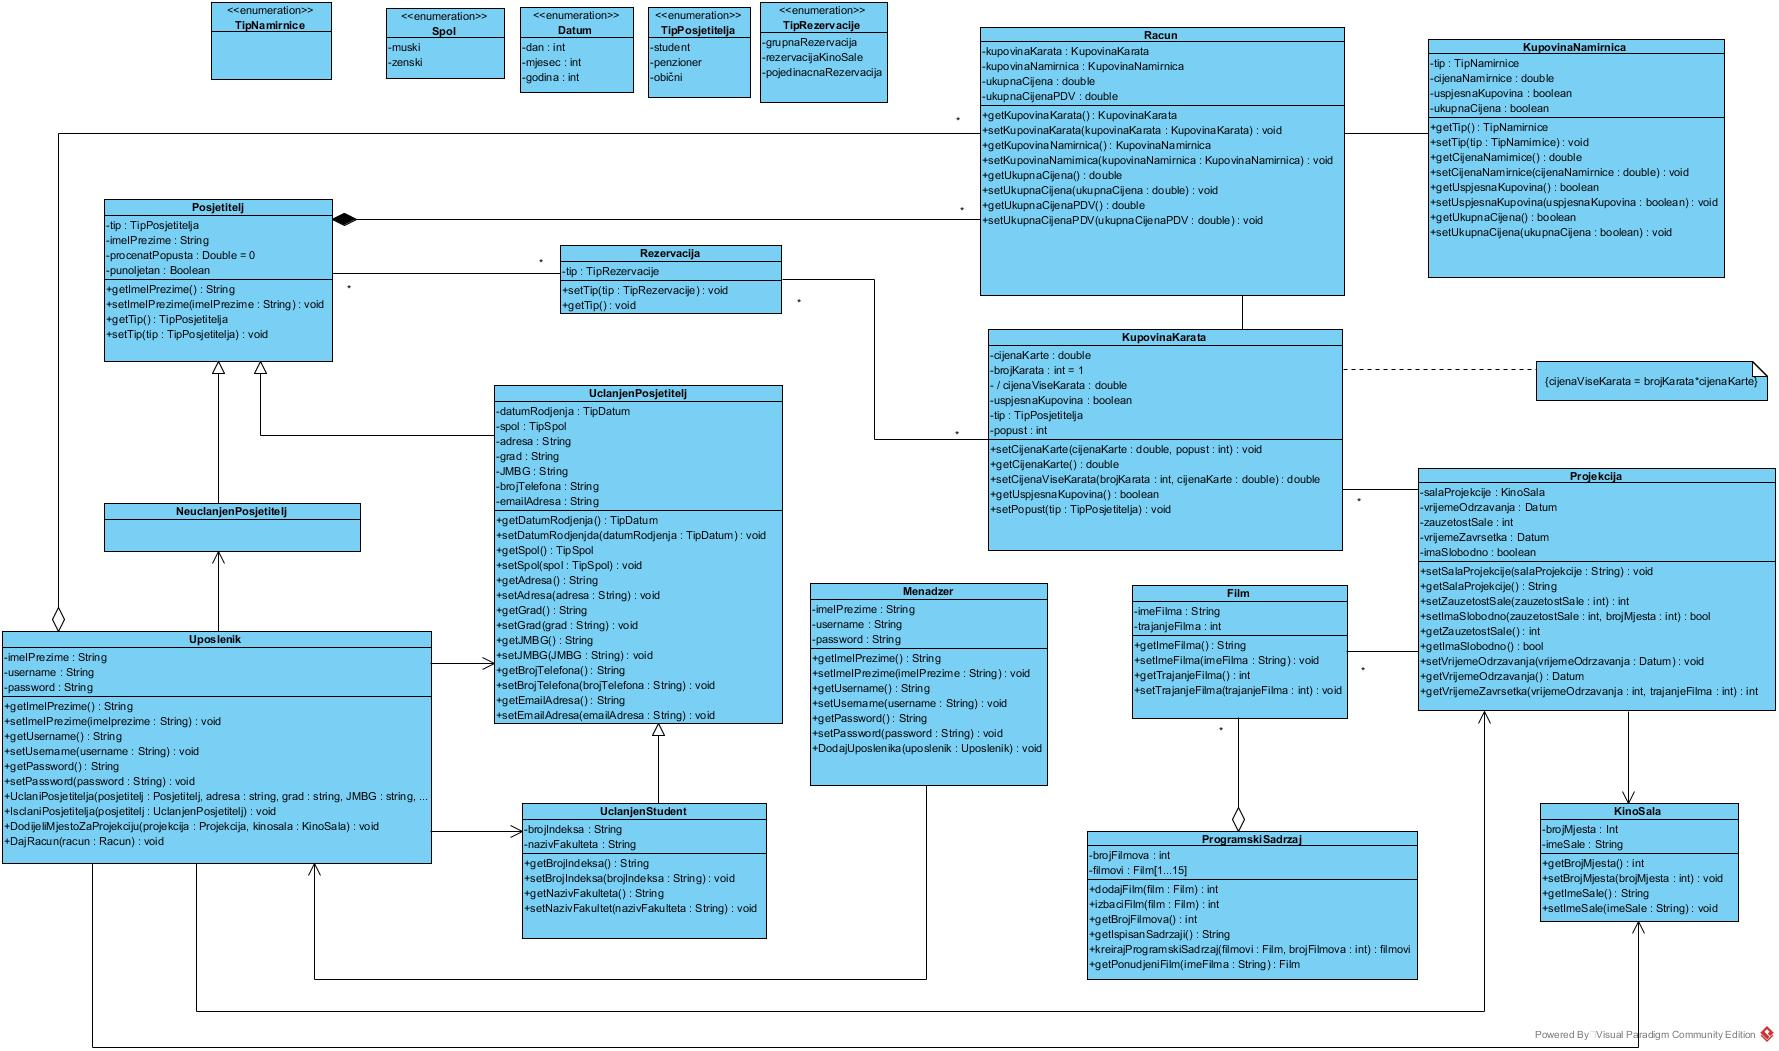 <<enumeration>>
TipNamirnice
<<enumeration>>
Spol
-muski
-zenski
<<enumeration>>
Datum
-dan : int
-mjesec : int
-godina : int
<<enumeration>>
TipPosjetitelja
-student
-penzioner
-obični
<<enumeration>>
TipRezervacije
-grupnaRezervacija
-rezervacijaKinoSale
-pojedinacnaRezervacija
Racun
-kupovinaKarata : KupovinaKarata
-kupovinaNamirnica : KupovinaNamirnica
-ukupnaCijena : double
-ukupnaCijenaPDV : double
+getKupovinaKarata() : KupovinaKarata
+setKupovinaKarata(kupovinaKarata : KupovinaKarata) : void
+getKupovinaNamirnica() : KupovinaNamirnica
+setKupovinaNamirnica(kupovinaNamirnica : KupovinaNamirnica) : void
+getUkupnaCijena() : double
+setUkupnaCijena(ukupnaCijena : double) : void
+getUkupnaCijenaPDV() : double
+setUkupnaCijenaPDV(ukupnaCijenaPDV : double) : void
KupovinaNamirnica
-tip : TipNamirnice
-cijenaNamirnice : double
-uspjesnaKupovina : boolean
-ukupnaCijena : boolean
+getTip() : TipNamirnice
+setTip(tip : TipNamirnice) : void
+getCijenaNamirnice() : double
+setCijenaNamirnice(cijenaNamirnice : double) : void
+getUspjesnaKupovina() : boolean
+setUspjesnaKupovina(uspjesnaKupovina : boolean) : void
+getUkupnaCijena() : boolean
+setUkupnaCijena(ukupnaCijena : boolean) : void
*
*
Posjetitelj
-tip : TipPosjetitelja
-imeIPrezime : String
-procenatPopusta : Double = 0
-punoljetan : Boolean
+getImeIPrezime() : String
+setImeIPrezime(imeIPrezime : String) : void
+getTip() : TipPosjetitelja
+setTip(tip : TipPosjetitelja) : void
*
*
Rezervacija
-tip : TipRezervacije
+setTip(tip : TipRezervacije) : void
+getTip() : void
*
*
KupovinaKarata
-cijenaKarte : double
-brojKarata : int = 1
- / cijenaViseKarata : double
-uspjesnaKupovina : boolean
-tip : TipPosjetitelja
-popust : int
+setCijenaKarte(cijenaKarte : double, popust : int) : void
+getCijenaKarte() : double
+setCijenaViseKarata(brojKarata : int, cijenaKarte : double) : double
+getUspjesnaKupovina() : boolean
+setPopust(tip : TipPosjetitelja) : void
{cijenaViseKarata = brojKarata*cijenaKarte}
UclanjenPosjetitelj
-datumRodjenja : TipDatum
-spol : TipSpol
-adresa : String
-grad : String
-JMBG : String
-brojTelefona : String
-emailAdresa : String
+getDatumRodjenja() : TipDatum
+setDatumRodjenjda(datumRodjenja : TipDatum) : void
+getSpol() : TipSpol
+setSpol(spol : TipSpol) : void
+getAdresa() : String
+setAdresa(adresa : String) : void
+getGrad() : String
+setGrad(grad : String) : void
+getJMBG() : String
+setJMBG(JMBG : String) : void
+getBrojTelefona() : String
+setBrojTelefona(brojTelefona : String) : void
+getEmailAdresa() : String
+setEmailAdresa(emailAdresa : String) : void
NeuclanjenPosjetitelj
*
Projekcija
-salaProjekcije : KinoSala
-vrijemeOdrzavanja : Datum
-zauzetostSale : int
-vrijemeZavrsetka : Datum
-imaSlobodno : boolean
+setSalaProjekcije(salaProjekcije : String) : void
+getSalaProjekcije() : String
+setZauzetostSale(zauzetostSale : int) : int
+setImaSlobodno(zauzetostSale : int, brojMjesta : int) : bool
+getZauzetostSale() : int
+getImaSlobodno() : bool
+setVrijemeOdrzavanja(vrijemeOdrzavanja : Datum) : void
+getVrijemeOdrzavanja() : Datum
+getVrijemeZavrsetka(vrijemeOdrzavanja : int, trajanjeFilma : int) : int
Menadzer
-imeIPrezime : String
-username : String
-password : String
+getImeIPrezime() : String
+setImeIPrezime(imeIPrezime : String) : void
+getUsername() : String
+setUsername(username : String) : void
+getPassword() : String
+setPassword(password : String) : void
+DodajUposlenika(uposlenik : Uposlenik) : void
Film
-imeFilma : String
-trajanjeFilma : int
+getImeFilma() : String
+setImeFilma(imeFilma : String) : void
+getTrajanjeFilma() : int
+setTrajanjeFilma(trajanjeFilma : int) : void
*
*
Uposlenik
-imeIPrezime : String
-username : String
-password : String
+getImeIPrezime() : String
+setImeIPrezime(imeIprezime : String) : void
+getUsername() : String
+setUsername(username : String) : void
+getPassword() : String
+setPassword(password : String) : void
+UclaniPosjetitelja(posjetitelj : Posjetitelj, adresa : string, grad : string, JMBG : string, ...
+IsclaniPosjetitelja(posjetitelj : UclanjenPosjetitelj) : void
+DodijeliMjestoZaProjekciju(projekcija : Projekcija, kinosala : KinoSala) : void
+DajRacun(racun : Racun) : void
UclanjenStudent
-brojIndeksa : String
-nazivFakulteta : String
+getBrojIndeksa() : String
+setBrojIndeksa(brojIndeksa : String) : void
+getNazivFakulteta() : String
+setNazivFakultet(nazivFakulteta : String) : void
ProgramskiSadrzaj
-brojFilmova : int
-filmovi : Film[1...15]
+dodajFilm(film : Film) : int
+izbaciFilm(film : Film) : int
+getBrojFilmova() : int
+getIspisanSadrzaji() : String
+kreirajProgramskiSadrzaj(filmovi : Film, brojFilmova : int) : filmovi
+getPonudjeniFilm(imeFilma : String) : Film
KinoSala
-brojMjesta : Int
-imeSale : String
+getBrojMjesta() : int
+setBrojMjesta(brojMjesta : int) : void
+getImeSale() : String
+setImeSale(imeSale : String) : void
Powered By Visual Paradigm Community Edition